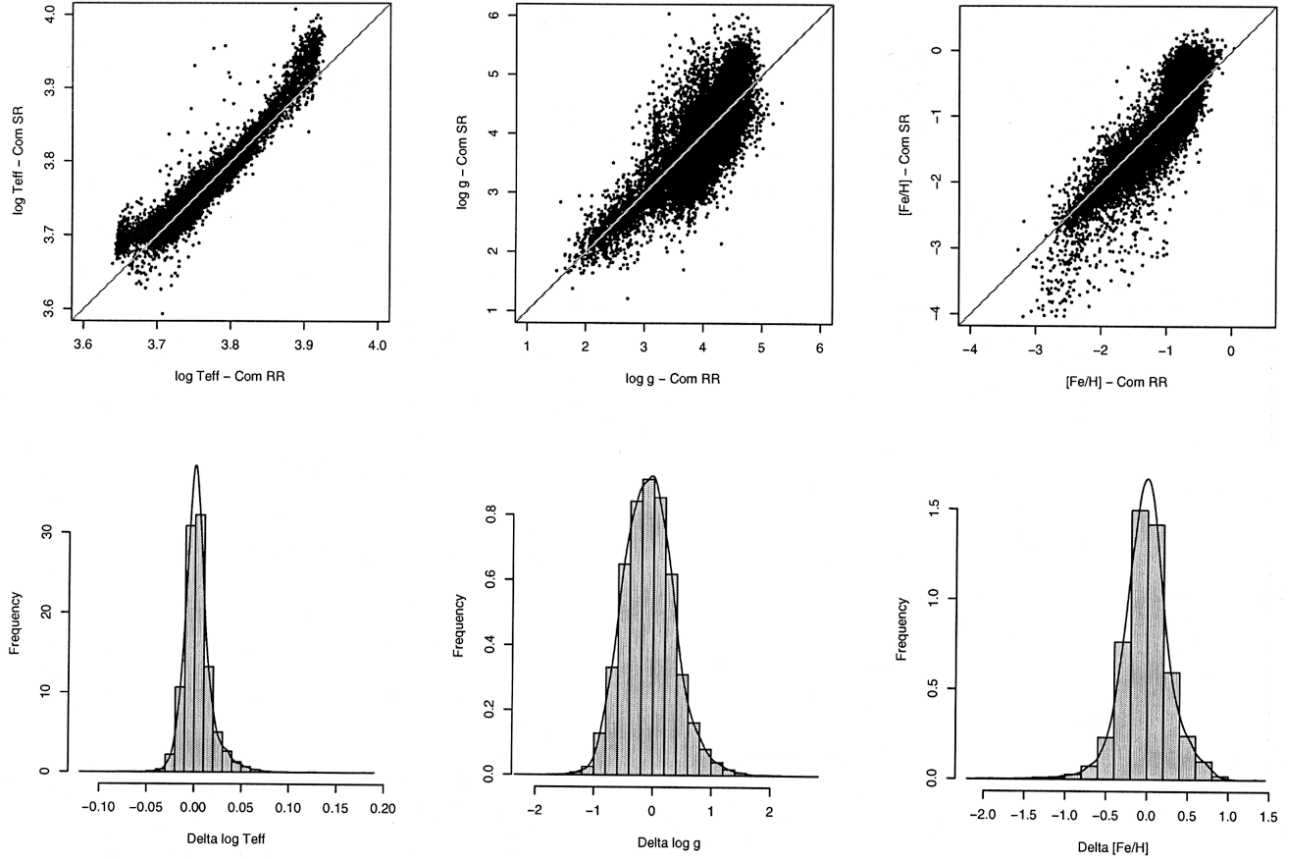 log Teff − Com SR
4.0
3.9
3.8
3.7
3.6
3.6 3.7 3.8 3.9 4.0
log Teff − Com RR
log g − Com SR
6
5
4
3
2
1
1 2 3 4 5 6
log g − Com RR
[Fe/H] − Com SR
0
−1
−2
−3
−4
−4 −3 −2 −1 0
[Fe/H] − Com RR
Frequency
30
20
10
0
−0.10 −0.05 0.00 0.05 0.10 0.15 0.20
Delta log Teff
Frequency
0.8
0.6
0.4
0.2
0.0
−2 −1 0 1 2
Delta log g
Frequency
1.5
1.0
0.5
0.0
−2.0 −1.0 −0.5 0.0 0.5 1.0 1.5
Delta [Fe/H]